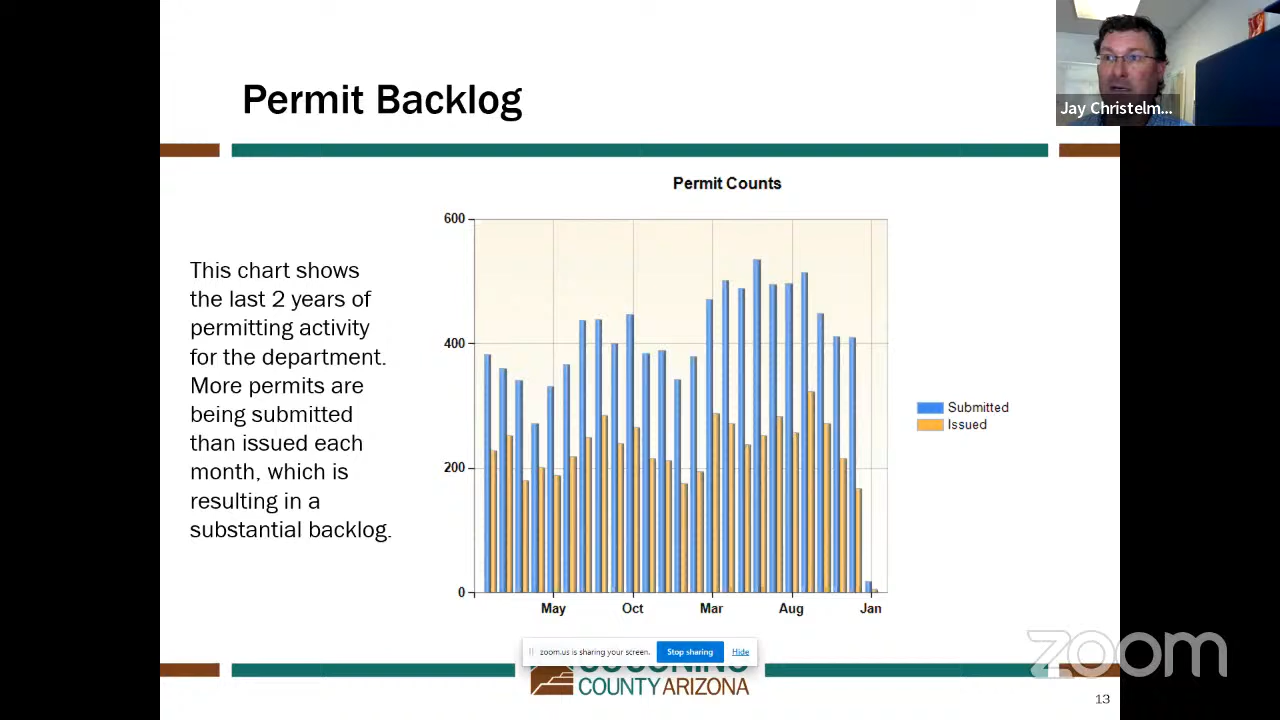 Permit Backlog
Jay Christelm...
Permit Counts
This chart shows
the last 2 years of
permitting activity
for the department.
More permits are
being submitted
than issued each
month, which is
resulting in a
substantial backlog.
600
400
200
0
May
Oct
Mar
Aug
Jan
Submitted
Issued
zoom.us is sharing your screen.
Stop sharing
Hide
COUNTY ARIZONA
zoom
13